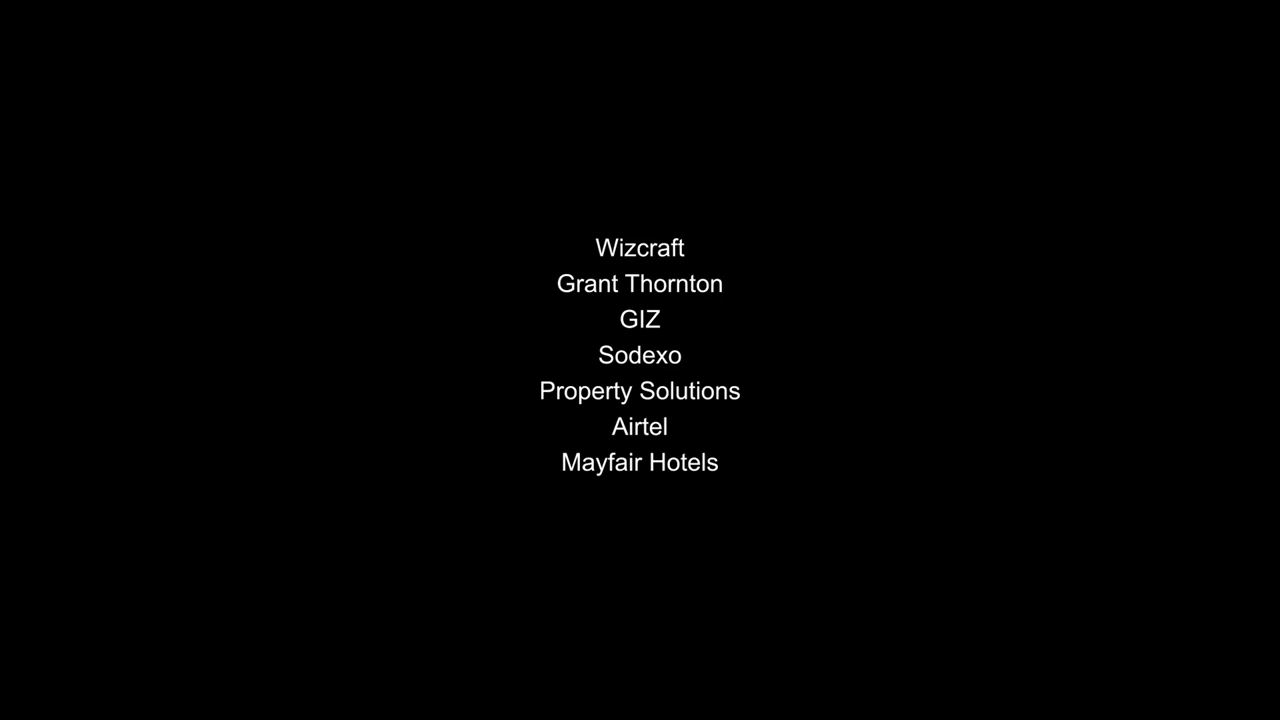 Wizcraft
Grant Thornton
GIZ
Sodexo
Property Solutions
Airtel
Mayfair Hotels